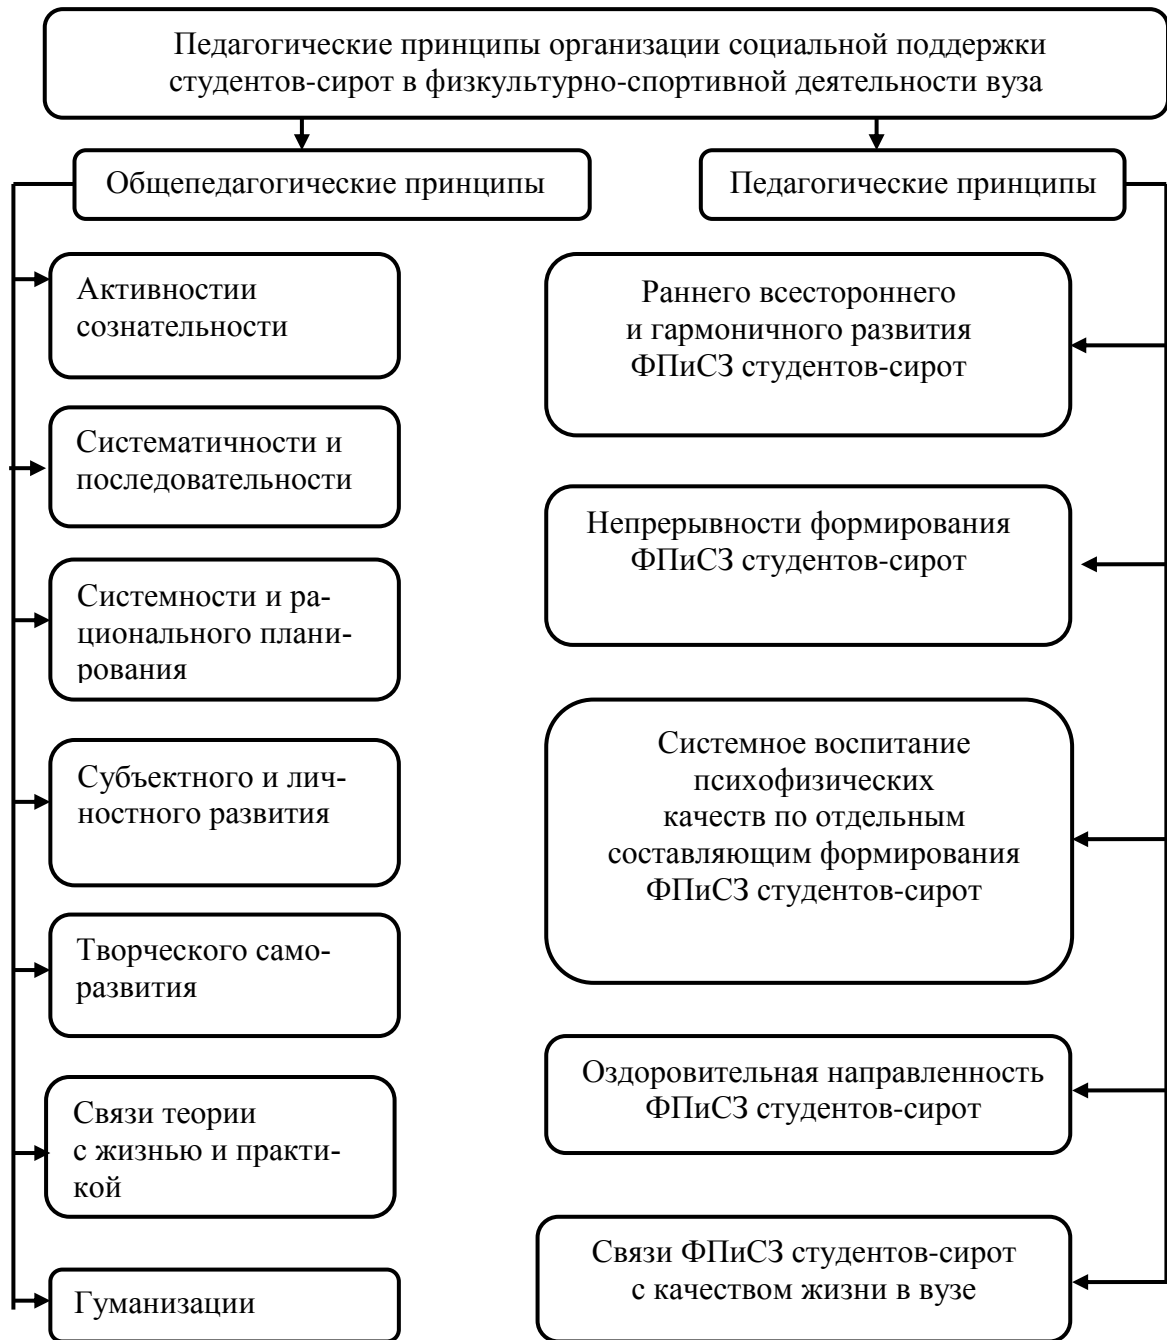 Педагогические принципы организации социальной поддержки
студентов-сирот в физкультурно-спортивной деятельности вуза
Общепедагогические принципы
Педагогические принципы
Активностии
сознательности
Систематичности и
последовательности
Системности и ра-
ционального плани-
рования
Субъектного и лич-
ностного развития
Творческого само-
развития
Связи теории
с жизнью и практи-
кой
Гуманизации
Раннего всестороннего
и гармоничного развития
ФПиСЗ студентов-сирот
Непрерывности формирования
ФПиСЗ студентов-сирот
Системное воспитание
психофизических
качеств по отдельным
составляющим формирования
ФПиСЗ студентов-сирот
Оздоровительная направленность
ФПиСЗ студентов-сирот
Связи ФПиСЗ студентов-сирот
с качеством жизни в вузе